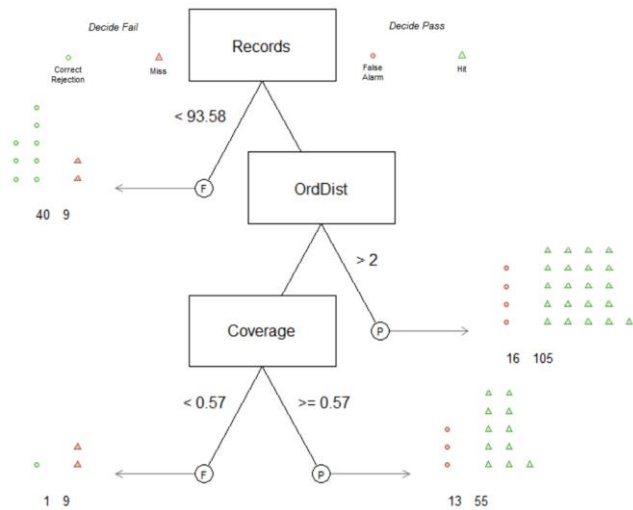 Decide Fail
Decide Pass
Records
Correct
Rejection
Miss
False
Alarm
Hit
< 93.58
F
40 9
OrdDist
> 2
P
16 105
Coverage
< 0.57
>= 0.57
F
P
1 9
13 55